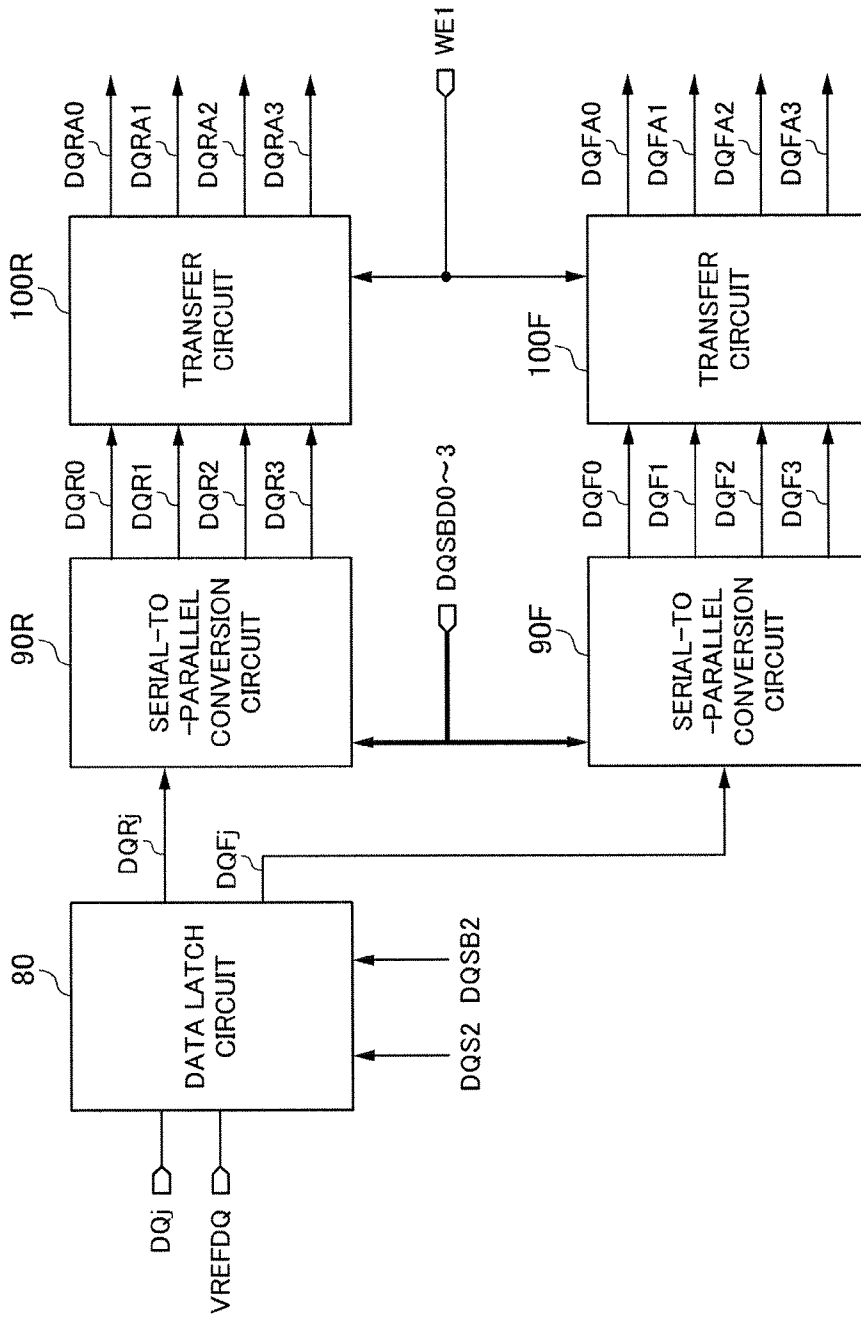 DQj
VREFDQ
80
DATA LATCH
CIRCUIT
DQS2
DQSB2
DQRj
DQFj
90R
SERIAL-TO
-PARALLEL
CONVERSION
CIRCUIT
DQSBD0~3
90F
SERIAL-TO
-PARALLEL
CONVERSION
CIRCUIT
DQR0
DQR1
DQR2
DQR3
DQF0
DQF1
DQF2
DQF3
100R
TRANSFER
CIRCUIT
100F
TRANSFER
CIRCUIT
WE1
DQRA0
DQRA1
DQRA2
DQRA3
DQFA0
DQFA1
DQFA2
DQFA3